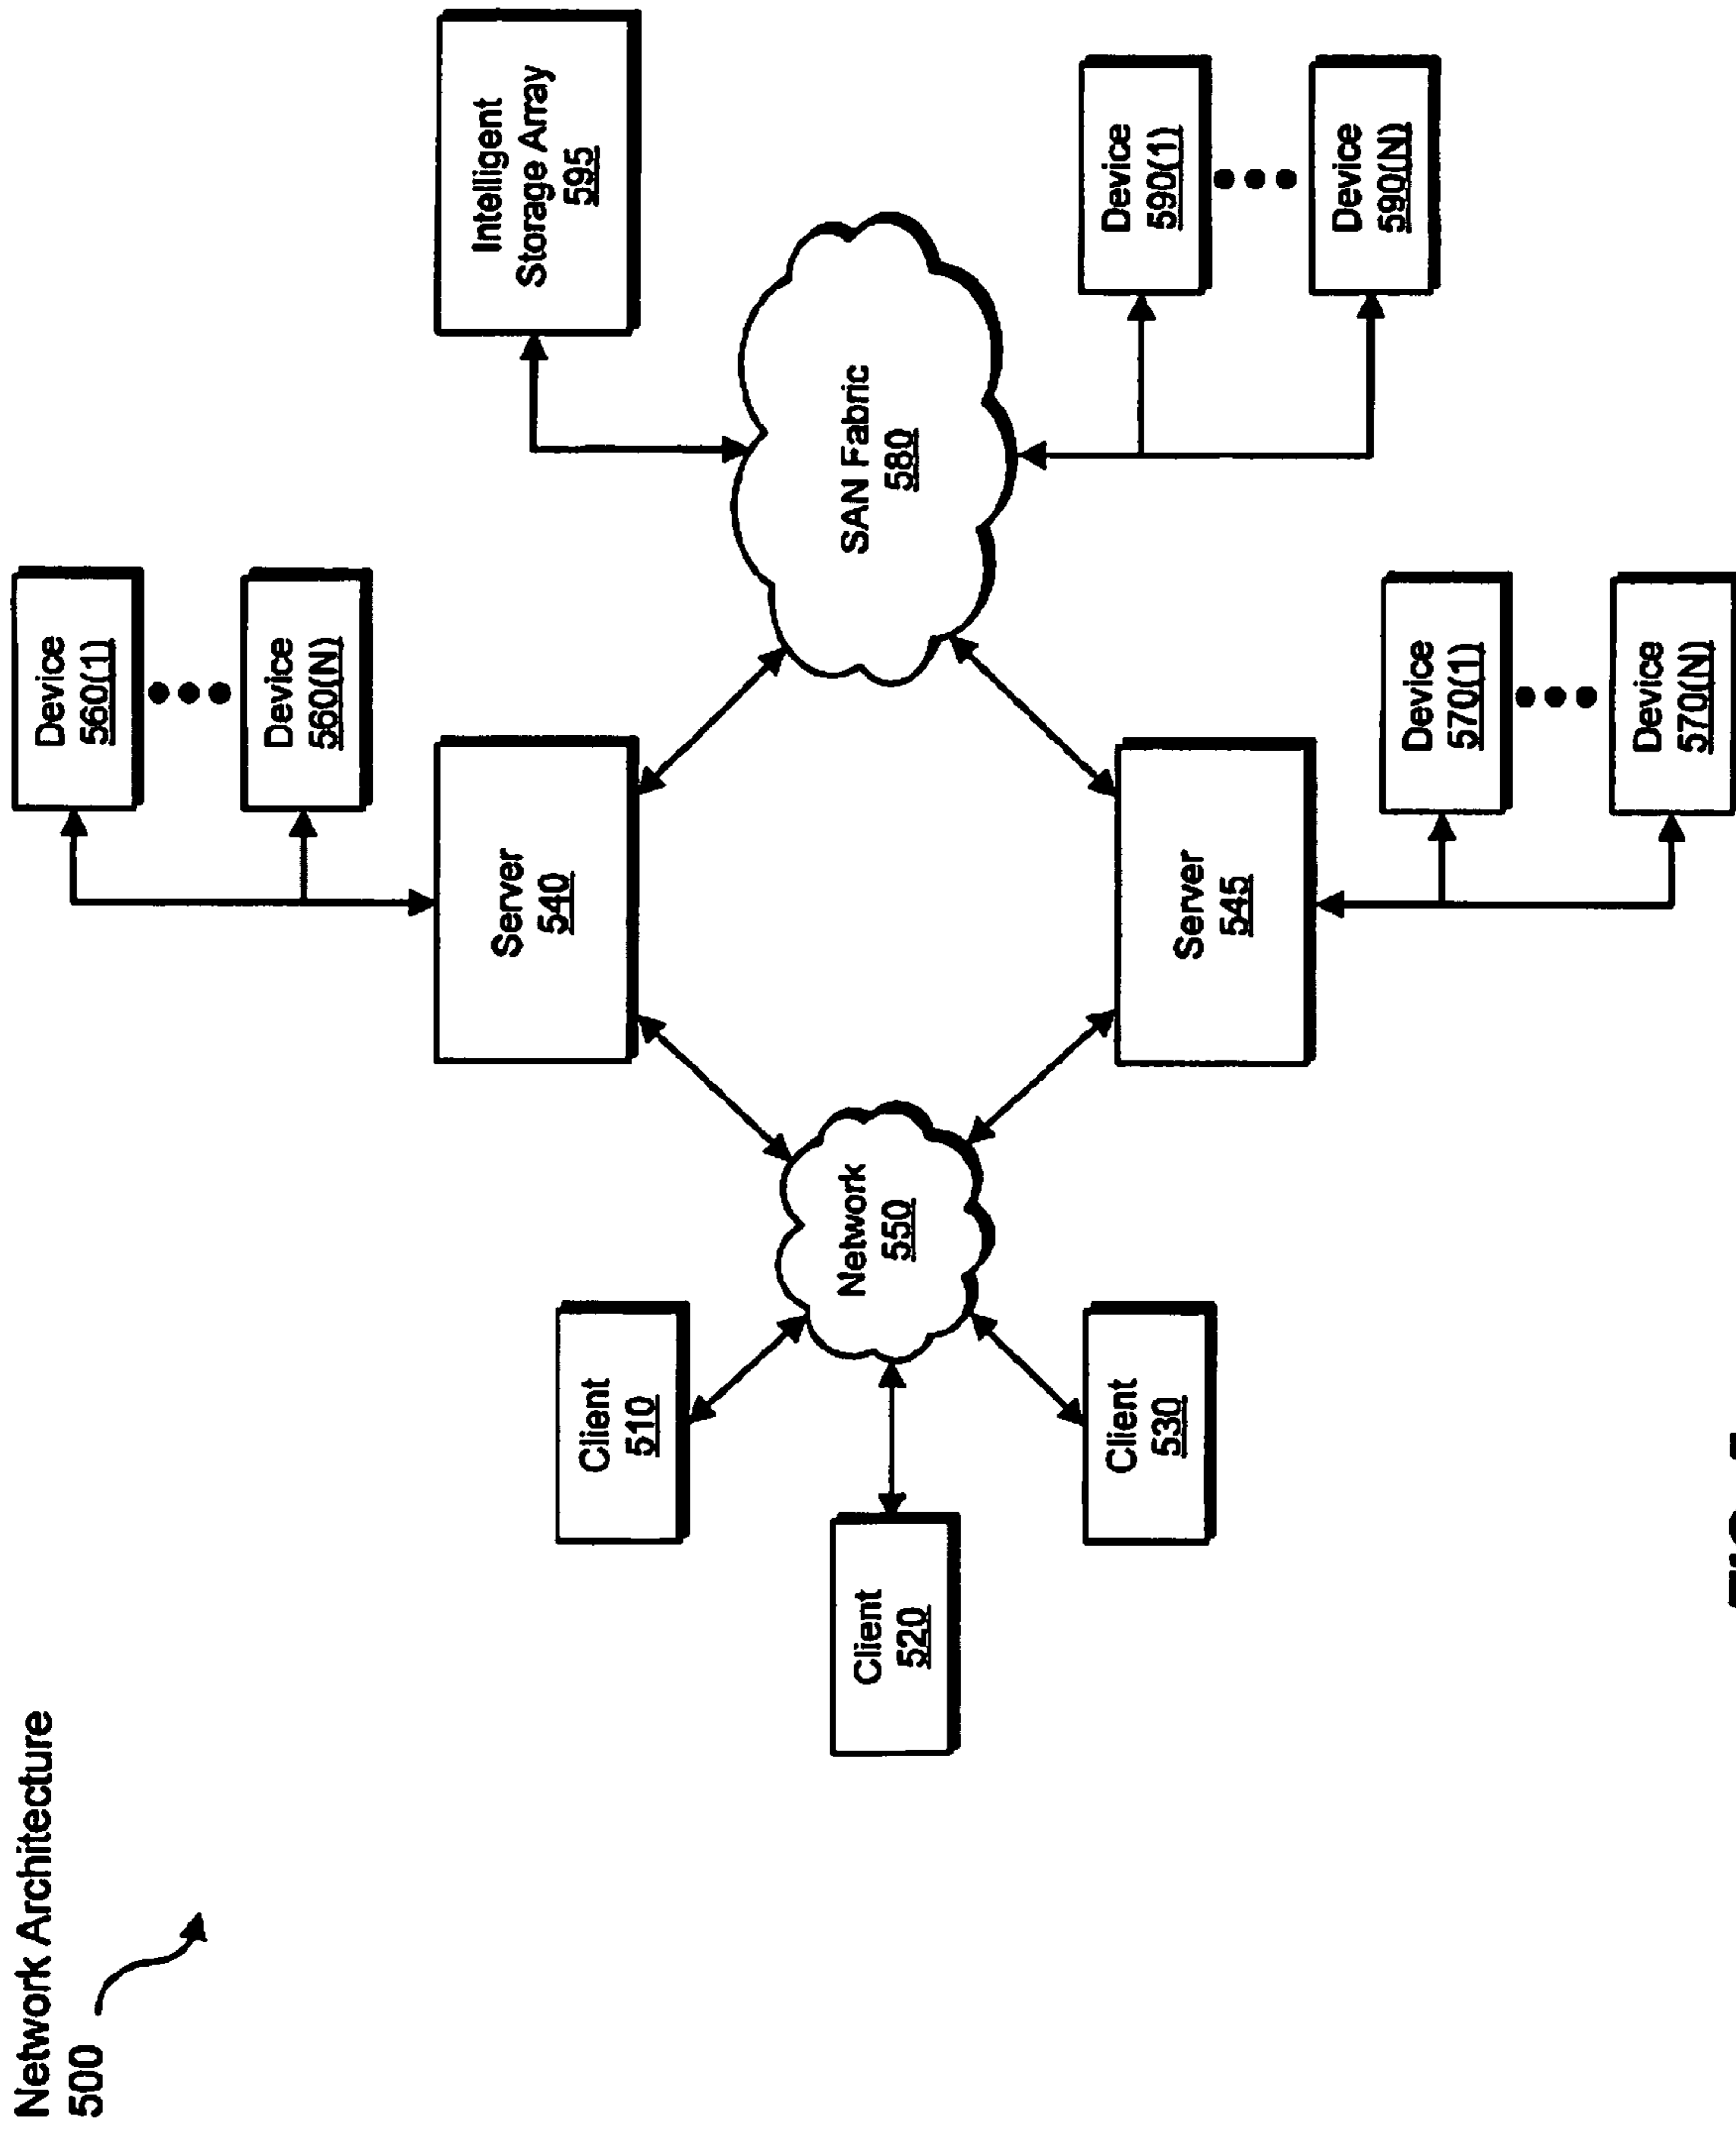 Network Architecture
500
Device
560(1)
Device
560(N)
Server
540
Intelligent
Storage Array
595
Client
510
Network
550
SAN Fabric
580
Client
520
Client
530
Server
545
Device
590(1)
Device
590(N)
Device
570(1)
Device
570(N)